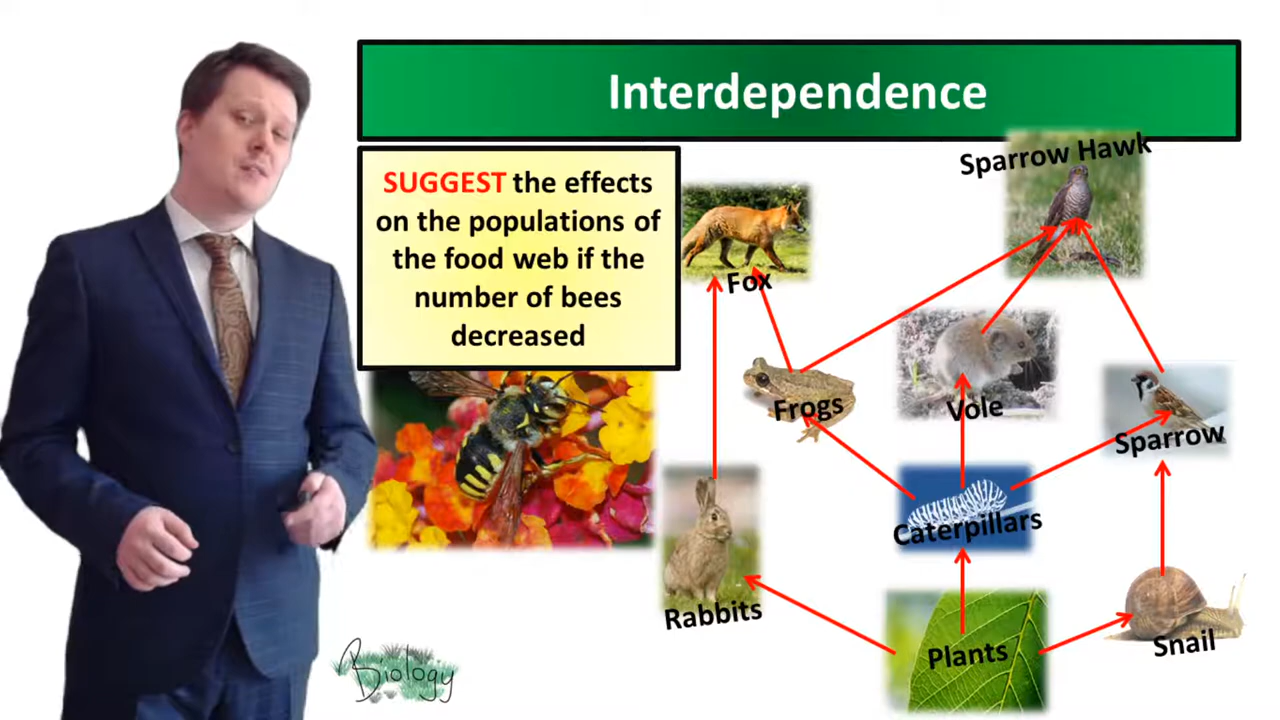 Interdependence
SUGGEST the effects
on the populations of
the food web if the
number of bees
decreased
Sparrow Hawk
Fox
Frogs
Vole
Sparrow
Caterpillars
Rabbits
Plants
Snail
Biology